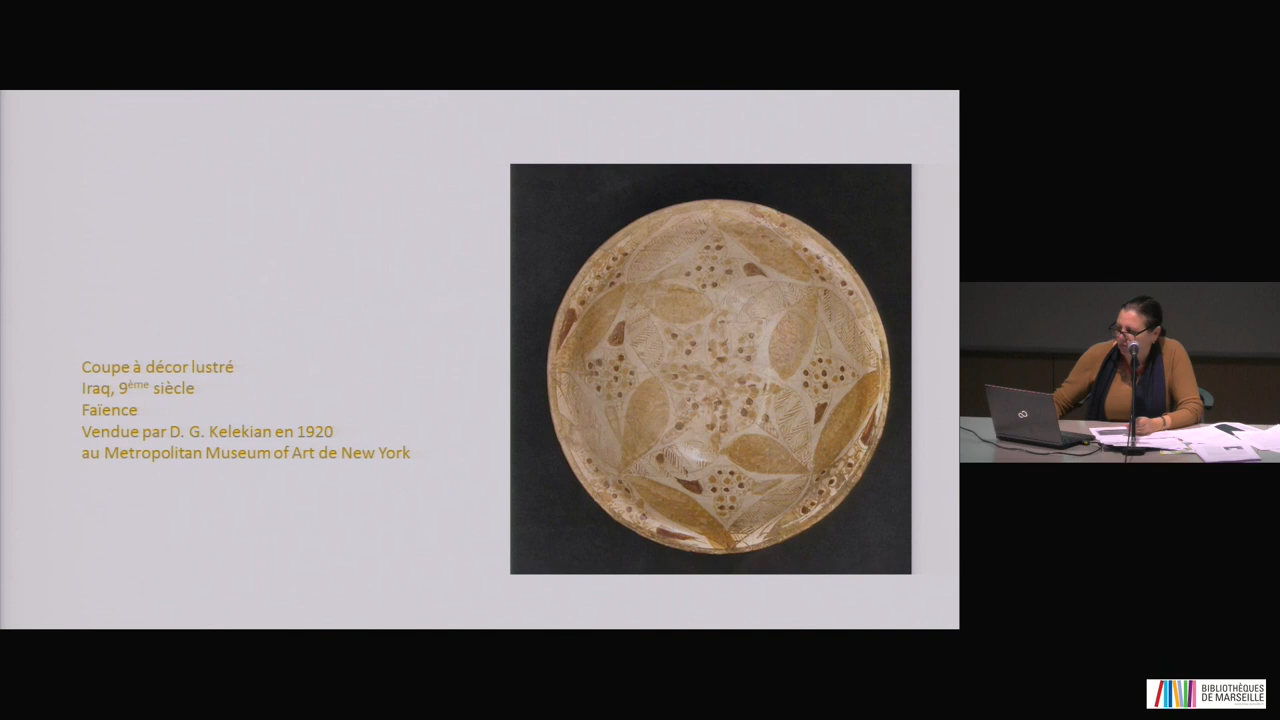 Coupe à décor lustré
Iraq, 9ème siècle
Faïence
Vendue par D. G. Kelekian en 1920
au Metropolitan Museum of Art de New York
BIBLIOTHÈQUES
DE MARSEILLE